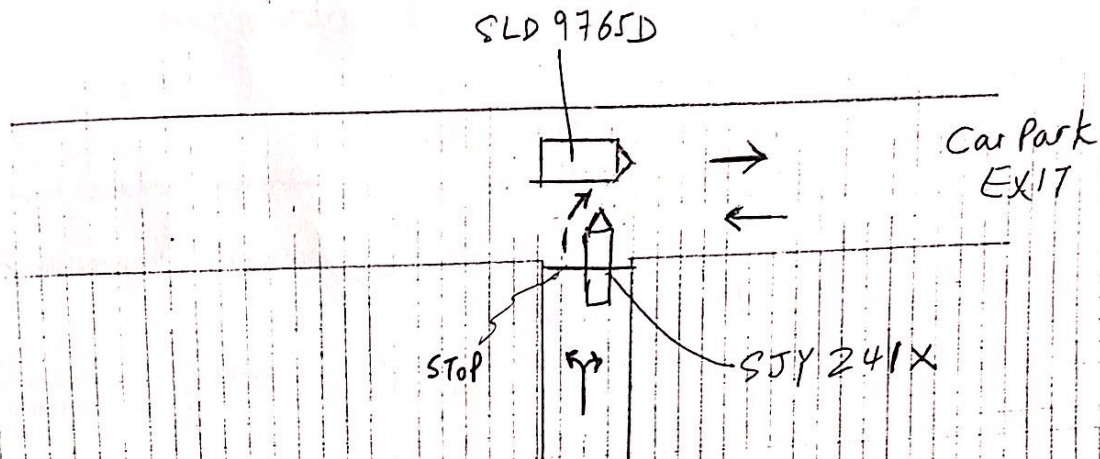 SLD 9765D
Car Park
EXIT
STOP
SJY 241X